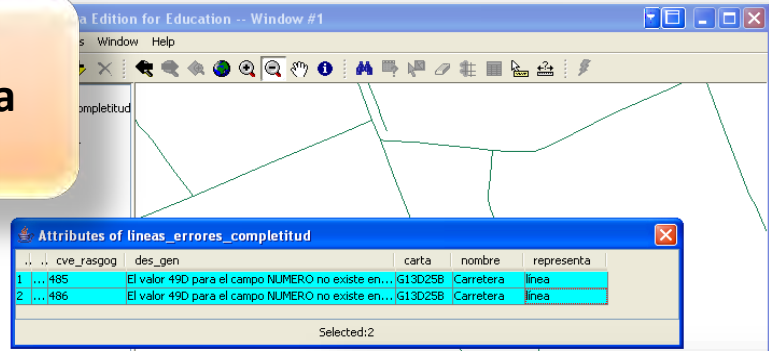 a Edition for Education -- Window #1
s Window Help
a
ompletitud
Attributes of lineas_errores_completitud
.. .. cve_rasgog des_gen carta nombre representa
1 ... 485 El valor 49D para el campo NUMERO no existe en... G13D25B Carretera línea
2 ... 486 El valor 49D para el campo NUMERO no existe en... G13D25B Carretera línea
Selected:2